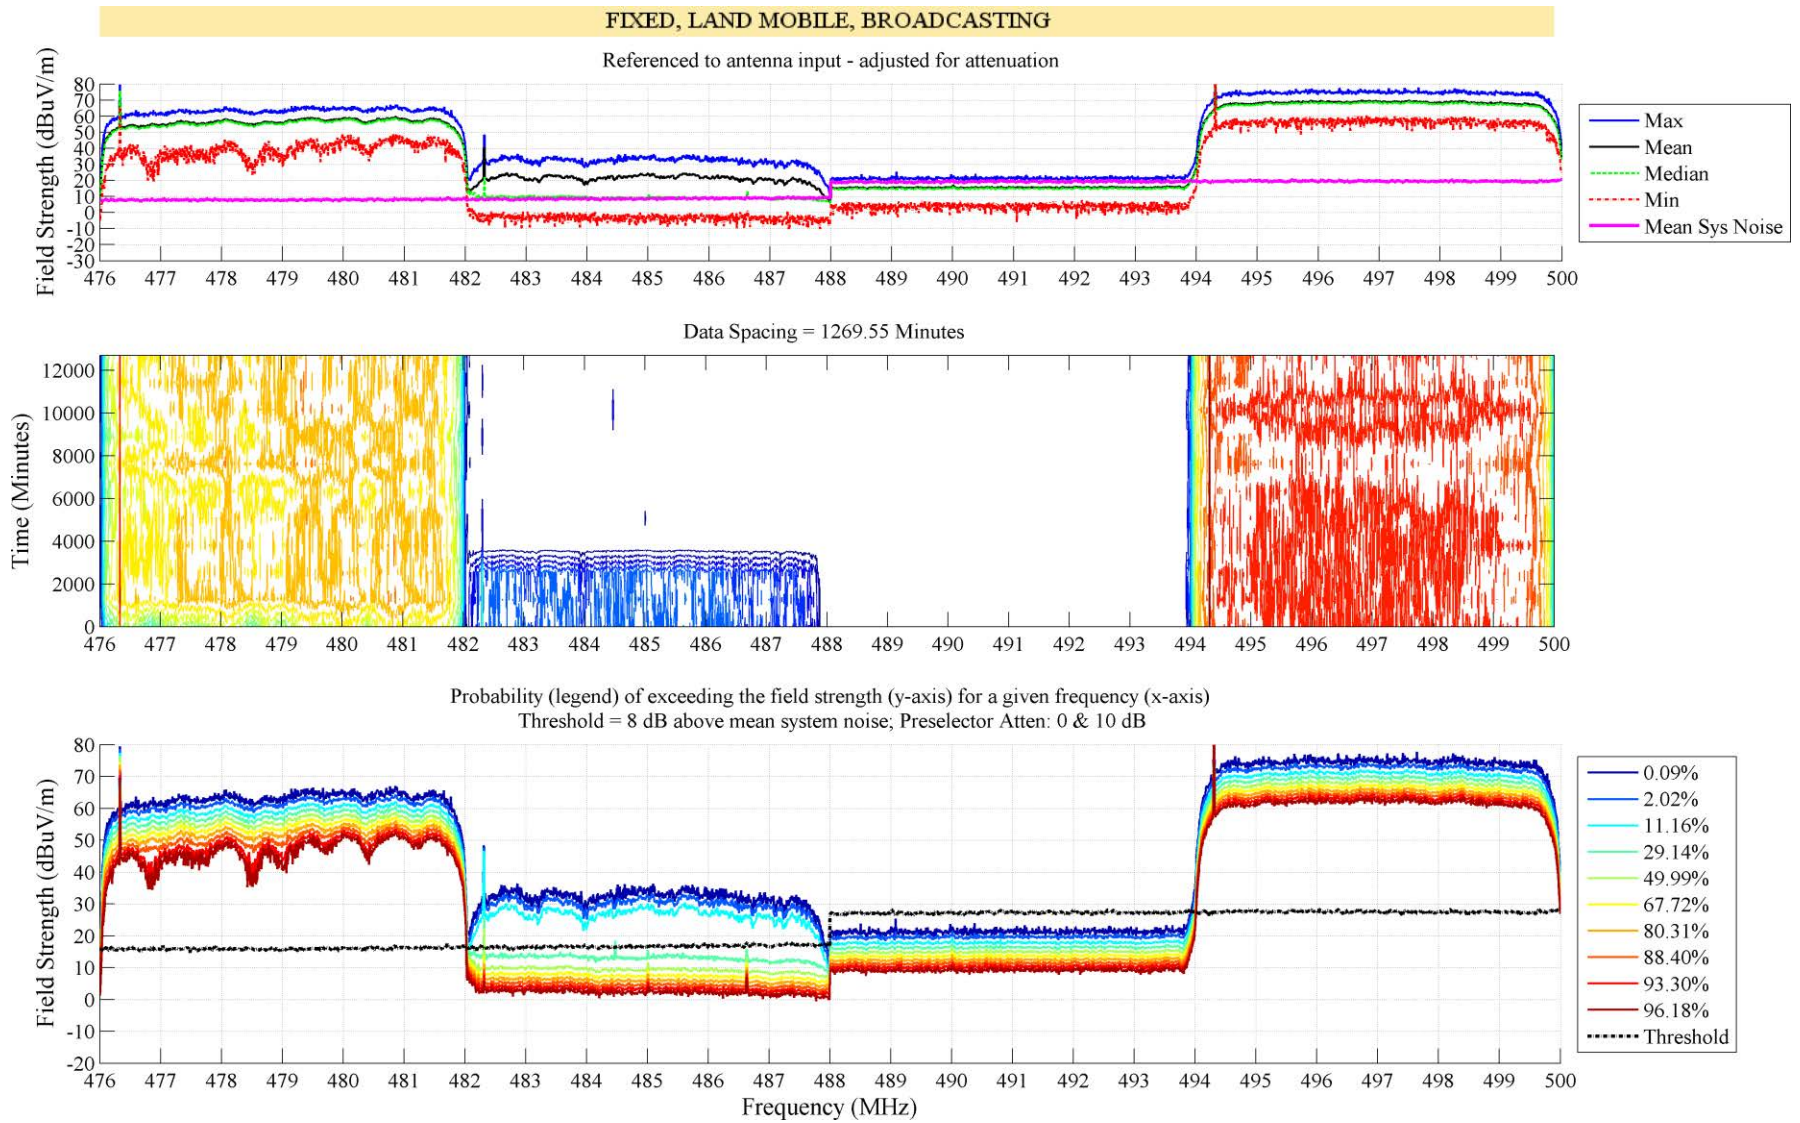 FIXED, LAND MOBILE, BROADCASTING
Referenced to antenna input - adjusted for attenuation
Field Strength (dBuV/m)
80
70
60
50
40
30
20
10
0
-10
-20
-30
476 477 478 479 480 481 482 483 484 485 486 487 488 489 490 491 492 493 494 495 496 497 498 499 500
Max
Mean
Median
Min
Mean Sys Noise
Data Spacing = 1269.55 Minutes
Time (Minutes)
12000
10000
8000
6000
4000
2000
0
476 477 478 479 480 481 482 483 484 485 486 487 488 489 490 491 492 493 494 495 496 497 498 499 500
Probability (legend) of exceeding the field strength (y-axis) for a given frequency (x-axis)
Threshold = 8 dB above mean system noise; Preselector Atten: 0 & 10 dB
Field Strength (dBuV/m)
80
70
60
50
40
30
20
10
0
-10
-20
476 477 478 479 480 481 482 483 484 485 486 487 488 489 490 491 492 493 494 495 496 497 498 499 500
Frequency (MHz)
0.09%
2.02%
11.16%
29.14%
49.99%
67.72%
80.31%
88.40%
93.30%
96.18%
Threshold